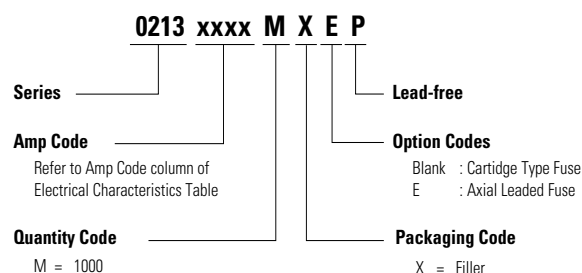 0213 xxxx M X E P
Series
Lead-free
Amp Code
Refer to Amp Code column of
Electrical Characteristics Table
Option Codes
Blank : Cartidge Type Fuse
E : Axial Leaded Fuse
Quantity Code
M = 1000
Packaging Code
X = Filler